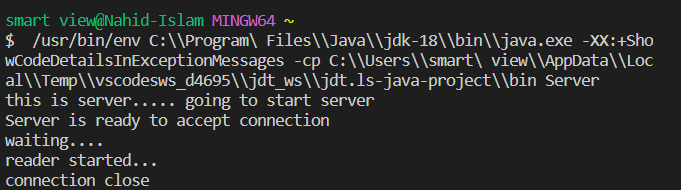 smart view@Nahid-Islam MINGW64 ~
$  /usr/bin/env C:\\Program\ Files\\Java\\jdk-18\\bin\\java.exe -XX:+Sho
wCodeDetailsInExceptionMessages -cp C:\\Users\\smart\ view\\AppData\\Loc
al\\Temp\\vscodesws_d4695\\jdt_ws\\jdt.ls-java-project\\bin Server
this is server..... going to start server
Server is ready to accept connection
waiting....
reader started...
connection close